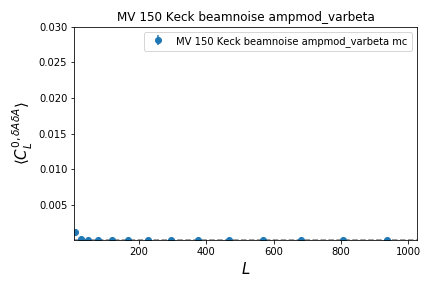 MV 150 Keck beamnoise ampmod_varbeta
MV 150 Keck beamnoise ampmod_varbeta mc
0.030
0.025
0.020
0.015
0.010
0.005
⟨C_L^{0,δAδA}⟩
200 400 600 800 1000
L